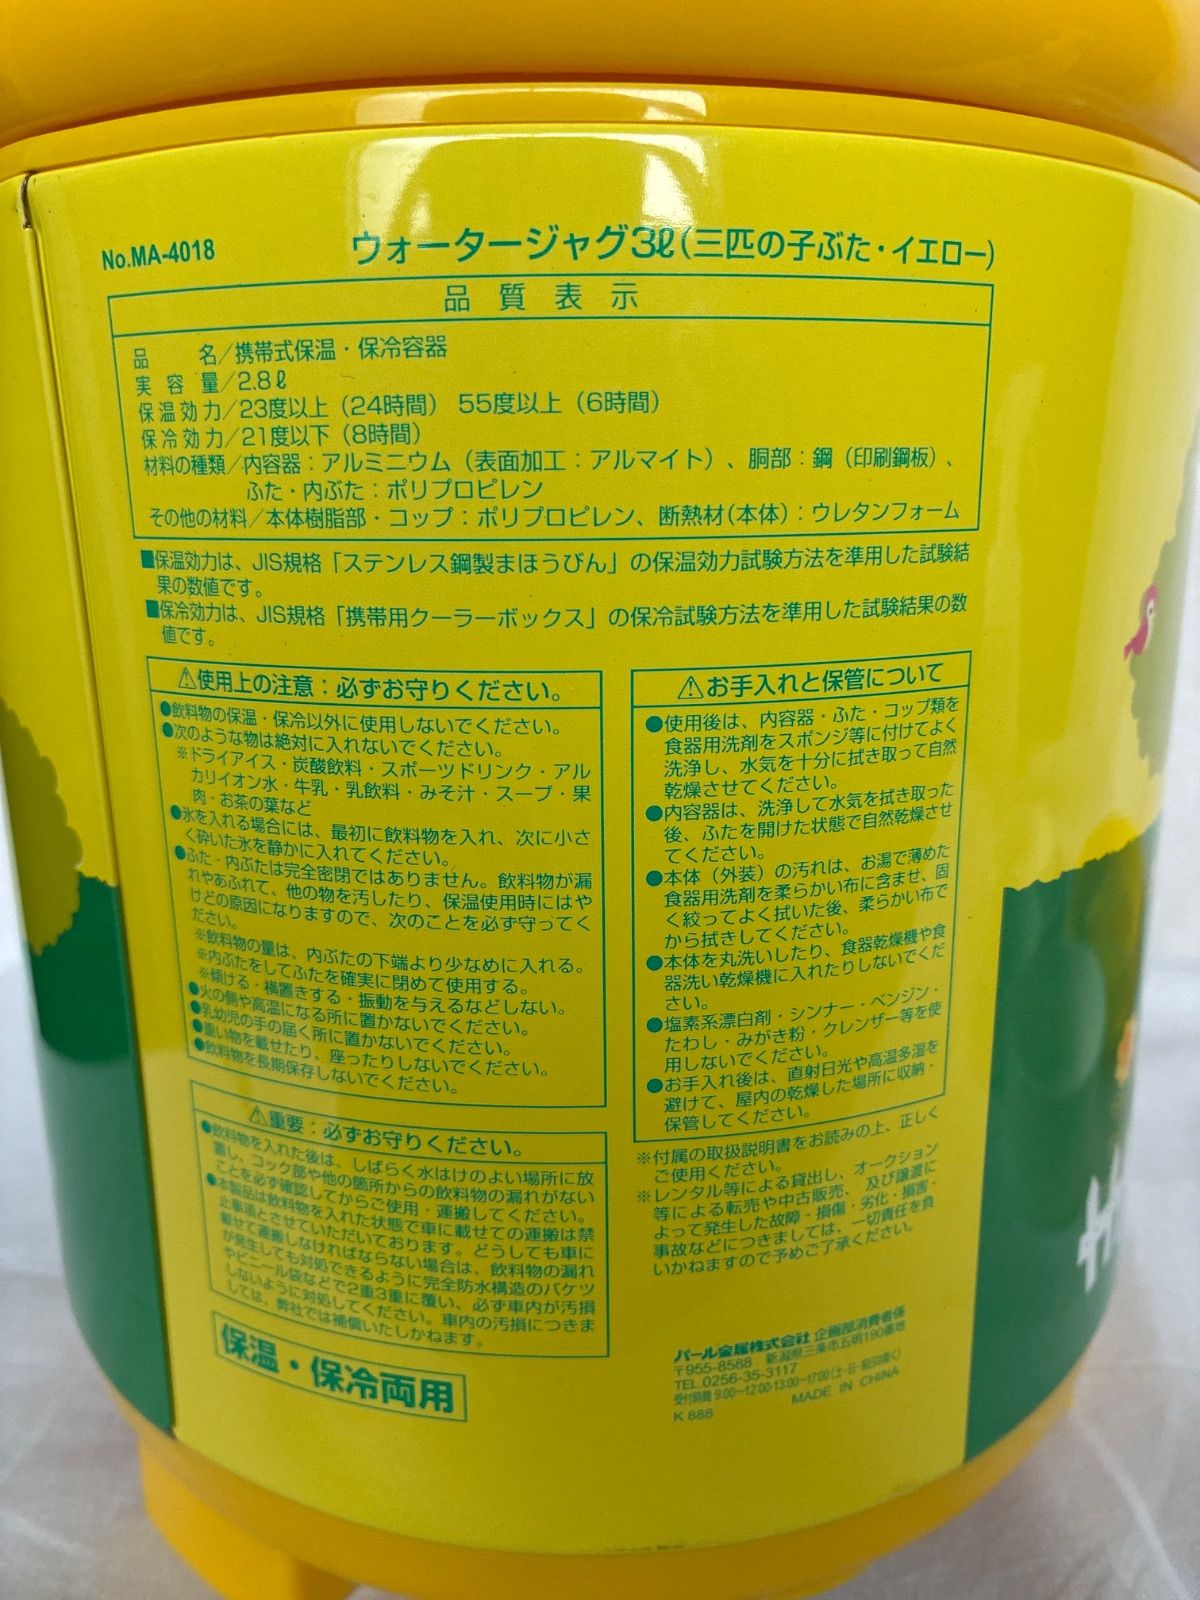 No.MA-4018
ウォータージャグ3ℓ(三匹の子ぶた・イエロー)
品質表示
品名/携帯式保温・保冷容器
実容量/2.8ℓ
保温効力/23度以上(24時間) 55度以上(6時間)
保冷効力/21度以下(8時間)
材料の種類/内容器:アルミニウム(表面加工:アルマイト)、胴部:鋼(印刷鋼板)、
ふた・内ぶた:ポリプロピレン
その他の材料/本体樹脂部・コップ:ポリプロピレン、断熱材(本体):ウレタンフォーム
■保温効力は、JIS規格「ステンレス鋼製まほうびん」の保温効力試験方法を準用した試験結
果の数値です。
■保冷効力は、JIS規格「携帯用クーラーボックス」の保冷試験方法を準用した試験結果の数
値です。
⚠使用上の注意:必ずお守りください。
●飲料物の保温・保冷以外に使用しないでください。
●次のような物は絶対に入れないでください。
※ドライアイス・炭酸飲料・スポーツドリンク・アル
カリイオン水・牛乳・乳飲料・みそ汁・スープ・果
肉・お茶の葉など
●氷を入れる場合には、最初に飲料物を入れ、次に小さ
く砕いた氷を静かに入れてください。
●ふた・内ぶたは完全密閉ではありません。飲料物が漏
れやあふれて、他の物を汚したり、保温使用時にはや
けどの原因になりますので、次のことを必ず守ってく
ださい。
※飲料物の量は、内ぶたの下端より少なめに入れる。
※内ぶたをしてふたを確実に閉めて使用する。
※傾ける・横置きする・振動を与えるなどしない。
●火の側や高温になる所に置かないでください。
●乳幼児の手の届く所に置かないでください。
●重い物を載せたり、座ったりしないでください。
●飲料物を長期保存しないでください。
⚠重要:必ずお守りください。
●飲料物を入れた後は、しばらく水はけのよい場所に放
置し、コック部や他の箇所からの飲料物の漏れがない
ことを必ず確認してからご使用・運搬してください。
●本製品は飲料物を入れた状態で車に載せての運搬は禁
止事項とさせていただいております。どうしても車に
載せて運搬しなければならない場合は、飲料物の漏れ
が発生しても対処できるように完全防水構造のバケツ
やビニール袋などで2重3重に覆い、必ず車内が汚損
しないように対処してください。車内の汚損につきま
しては、弊社では補償いたしかねます。
保温・保冷両用
⚠お手入れと保管について
●使用後は、内容器・ふた・コップ類を
食器用洗剤をスポンジ等に付けてよく
洗浄し、水気を十分に拭き取って自然
乾燥させてください。
●内容器は、洗浄して水気を拭き取った
後、ふたを開けた状態で自然乾燥させ
てください。
●本体(外装)の汚れは、お湯で薄めた
食器用洗剤を柔らかい布に含ませ、固
く絞ってよく拭いた後、柔らかい布で
から拭きしてください。
●本体を丸洗いしたり、食器乾燥機や食
器洗い乾燥機に入れたりしないでくだ
さい。
●塩素系漂白剤・シンナー・ベンジン・
たわし・みがき粉・クレンザー等を使
用しないでください。
●お手入れ後は、直射日光や高温多湿を
避けて、屋内の乾燥した場所に収納・
保管してください。
※付属の取扱説明書をお読みの上、正しく
ご使用ください。
※レンタル等による貸出し、オークション
等による転売や中古販売、及び譲渡に
よって発生した故障・損傷・劣化・損害・
事故などにつきましては、一切責任を負
いかねますので予めご了承ください。
パール金属株式会社 企画部消費者係
〒955-8588 新潟県三条市五明190番地
TEL 0256-35-3117
受付時間 9:00〜12:00・13:00〜17:00(土・日・祝日は除く)
MADE IN CHINA
K 888